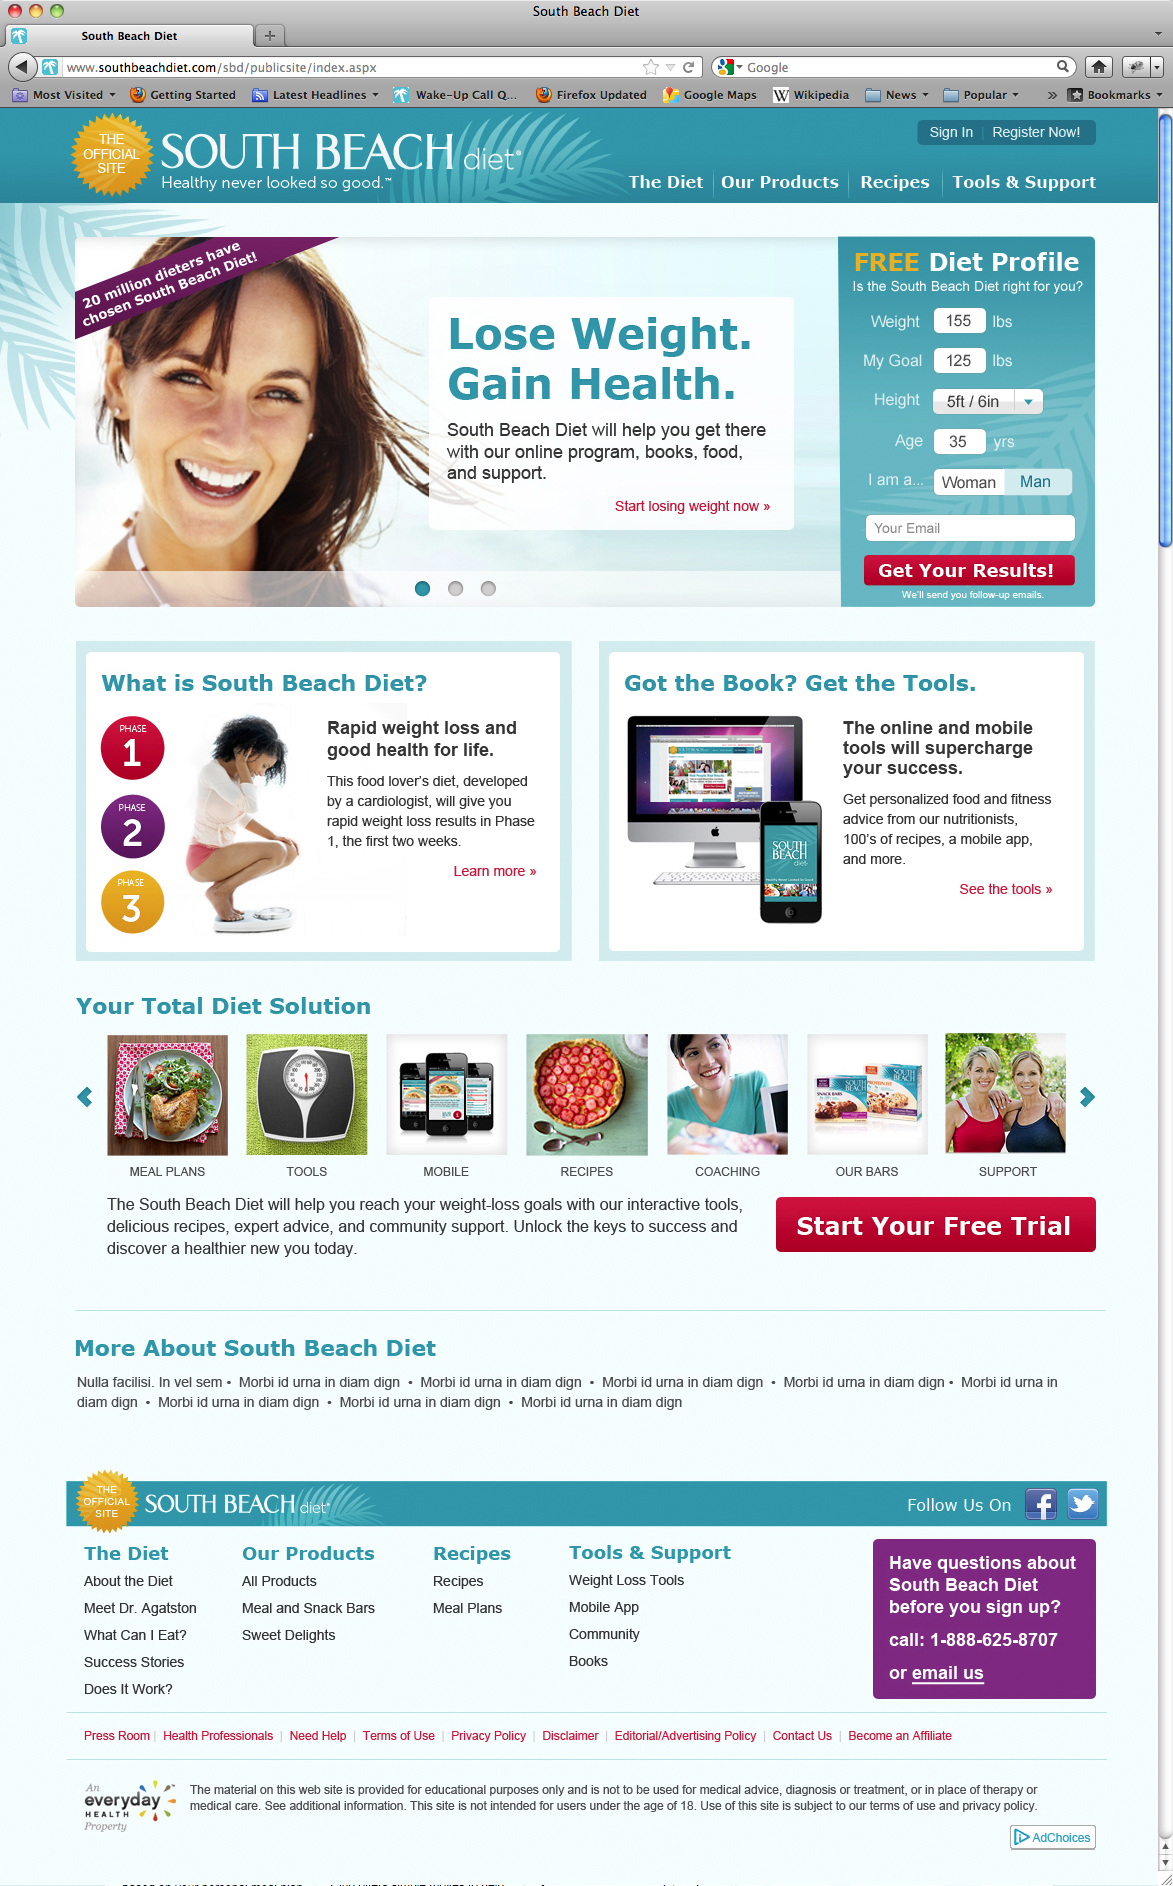 South Beach Diet
South Beach Diet
www.southbeachdiet.com/sbd/publicsite/index.aspx
Google
Most Visited
Getting Started
Latest Headlines
Wake-Up Call Q...
Firefox Updated
Google Maps
Wikipedia
News
Popular
Bookmarks
THE
OFFICIAL
SITE
SOUTH BEACH diet®
Healthy never looked so good.™
Sign In | Register Now!
The Diet
Our Products
Recipes
Tools & Support
20 million dieters have
chosen South Beach Diet!
Lose Weight.
Gain Health.
South Beach Diet will help you get there
with our online program, books, food,
and support.
Start losing weight now »
FREE Diet Profile
Is the South Beach Diet right for you?
Weight 155 lbs
My Goal 125 lbs
Height 5ft / 6in
Age 35 yrs
I am a... Woman Man
Your Email
Get Your Results!
We'll send you follow-up emails.
What is South Beach Diet?
PHASE
1
PHASE
2
PHASE
3
Rapid weight loss and
good health for life.
This food lover's diet, developed
by a cardiologist, will give you
rapid weight loss results in Phase
1, the first two weeks.
Learn more »
Got the Book? Get the Tools.
SOUTH
BEACH
diet
The online and mobile
tools will supercharge
your success.
Get personalized food and fitness
advice from our nutritionists,
100's of recipes, a mobile app,
and more.
See the tools »
Your Total Diet Solution
SOUTH
BEACH
SNACK BARS
SOUTH
BEACH
MEAL PLANS
TOOLS
MOBILE
RECIPES
COACHING
OUR BARS
SUPPORT
The South Beach Diet will help you reach your weight-loss goals with our interactive tools,
delicious recipes, expert advice, and community support. Unlock the keys to success and
discover a healthier new you today.
Start Your Free Trial
More About South Beach Diet
Nulla facilisi. In vel sem • Morbi id urna in diam dign • Morbi id urna in diam dign • Morbi id urna in diam dign • Morbi id urna in diam dign • Morbi id urna in
diam dign • Morbi id urna in diam dign • Morbi id urna in diam dign • Morbi id urna in diam dign
THE
OFFICIAL
SITE
SOUTH BEACH diet®
Follow Us On
The Diet
About the Diet
Meet Dr. Agatston
What Can I Eat?
Success Stories
Does It Work?
Our Products
All Products
Meal and Snack Bars
Sweet Delights
Recipes
Recipes
Meal Plans
Tools & Support
Weight Loss Tools
Mobile App
Community
Books
Have questions about
South Beach Diet
before you sign up?
call: 1-888-625-8707
or email us
Press Room | Health Professionals | Need Help | Terms of Use | Privacy Policy | Disclaimer | Editorial/Advertising Policy | Contact Us | Become an Affiliate
An
everyday
HEALTH
Property
The material on this web site is provided for educational purposes only and is not to be used for medical advice, diagnosis or treatment, or in place of therapy or
medical care. See additional information. This site is not intended for users under the age of 18. Use of this site is subject to our terms of use and privacy policy.
AdChoices